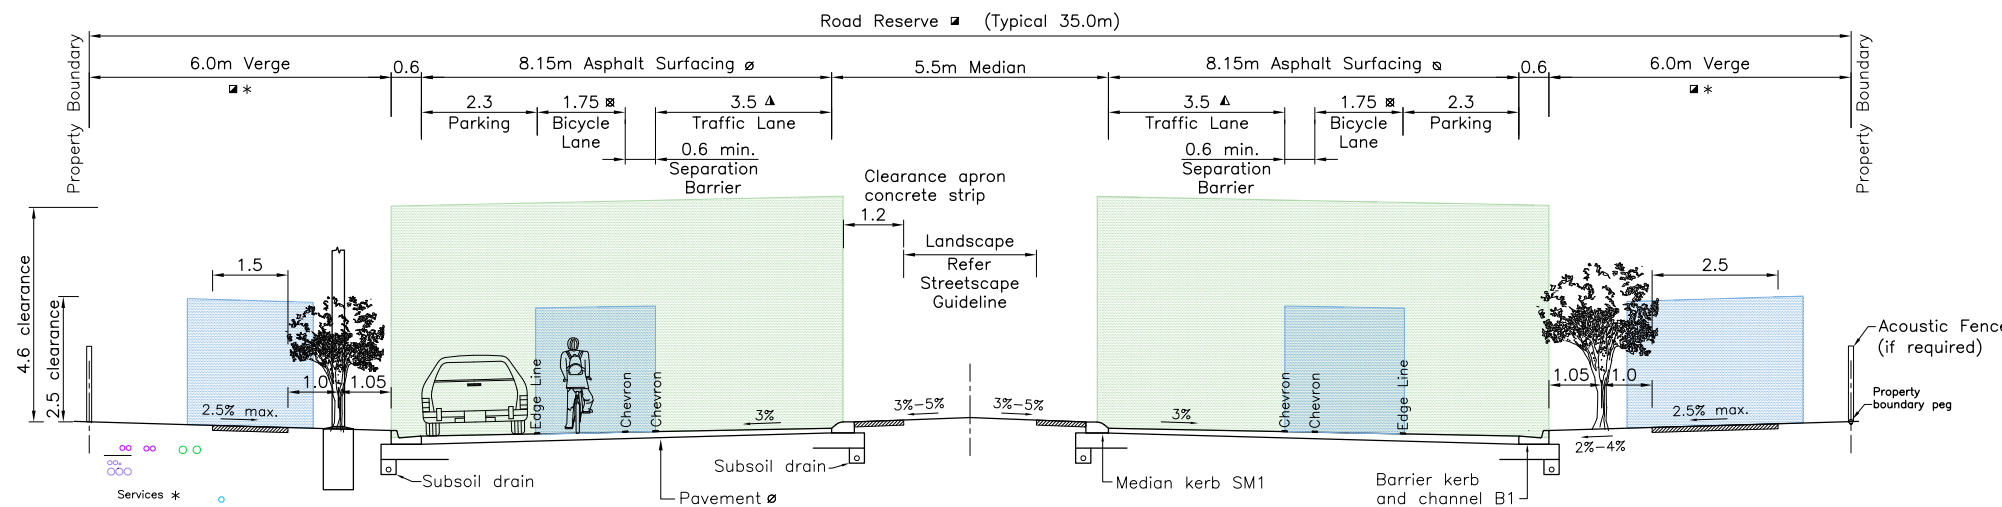 Road Reserve (Typical 35.0m)
Property Boundary
6.0m Verge
*
0.6
8.15m Asphalt Surfacing ø
5.5m Median
8.15m Asphalt Surfacing ø
0.6
6.0m Verge
*
Property Boundary
2.3
Parking
1.75
Bicycle
Lane
3.5
Traffic Lane
0.6 min.
Separation
Barrier
3.5
Traffic Lane
1.75
Bicycle
Lane
2.3
Parking
0.6 min.
Separation
Barrier
Clearance apron
concrete strip
1.2
Landscape
Refer
Streetscape
Guideline
4.6 clearance
2.5 clearance
1.5
2.5
1.0
1.05
1.05
1.0
Edge Line
Chevron
Chevron
Chevron
Chevron
Edge Line
Acoustic Fence
(if required)
Property
boundary peg
2.5% max.
3%
3%-5%
3%-5%
3%
2%-4%
2.5% max.
Services *
Subsoil drain
Pavement ø
Subsoil drain
Median kerb SM1
Barrier kerb
and channel B1